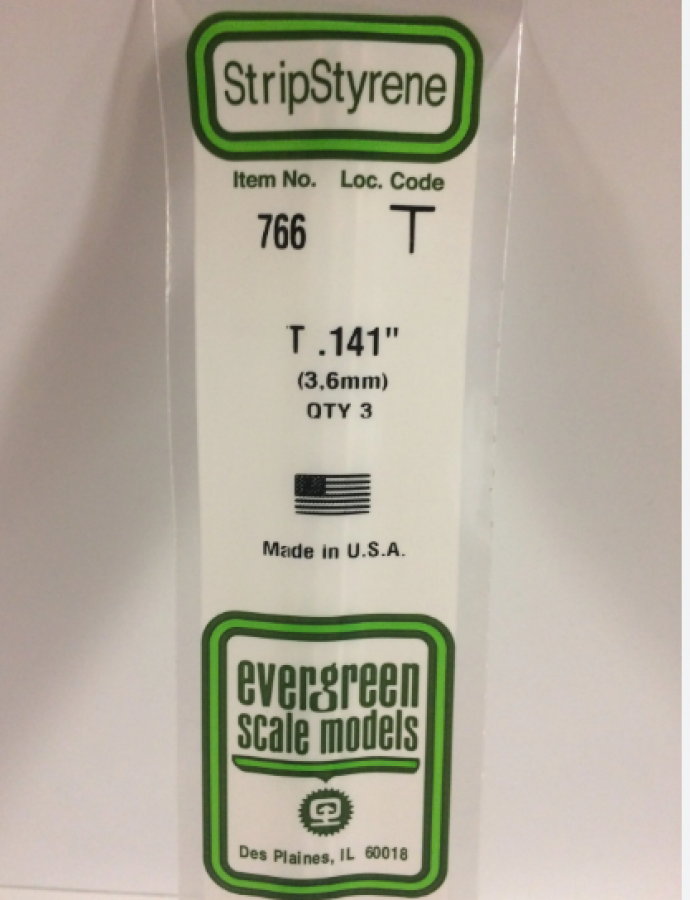 StripStyrene
Item No. Loc. Code
766 T
T .141"
(3,6mm)
QTY 3
Made in U.S.A.
evergreen
scale models
Des Plaines, IL 60018